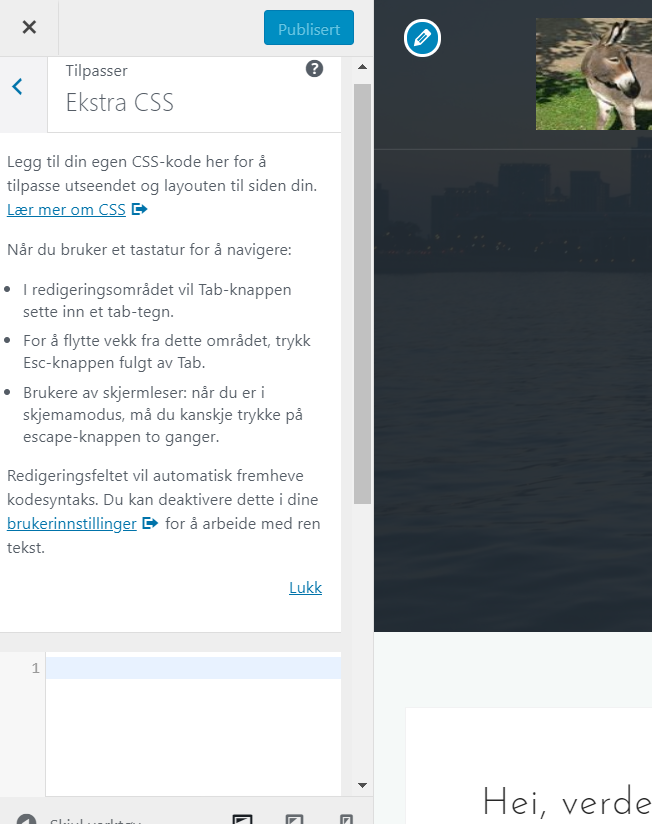 Publisert
Tilpasser
Ekstra CSS
Legg til din egen CSS-kode her for å
tilpasse utseendet og layouten til siden din.
Lær mer om CSS
Når du bruker et tastatur for å navigere:
I redigeringsområdet vil Tab-knappen
sette inn et tab-tegn.
For å flytte vekk fra dette området, trykk
Esc-knappen fulgt av Tab.
Brukere av skjermleser: når du er i
skjemamodus, må du kanskje trykke på
escape-knappen to ganger.
Redigeringsfeltet vil automatisk fremheve
kodesyntaks. Du kan deaktivere dette i dine
brukerinnstillinger for å arbeide med ren
tekst.
Lukk
1
Skjul verktøy
Hei, verde